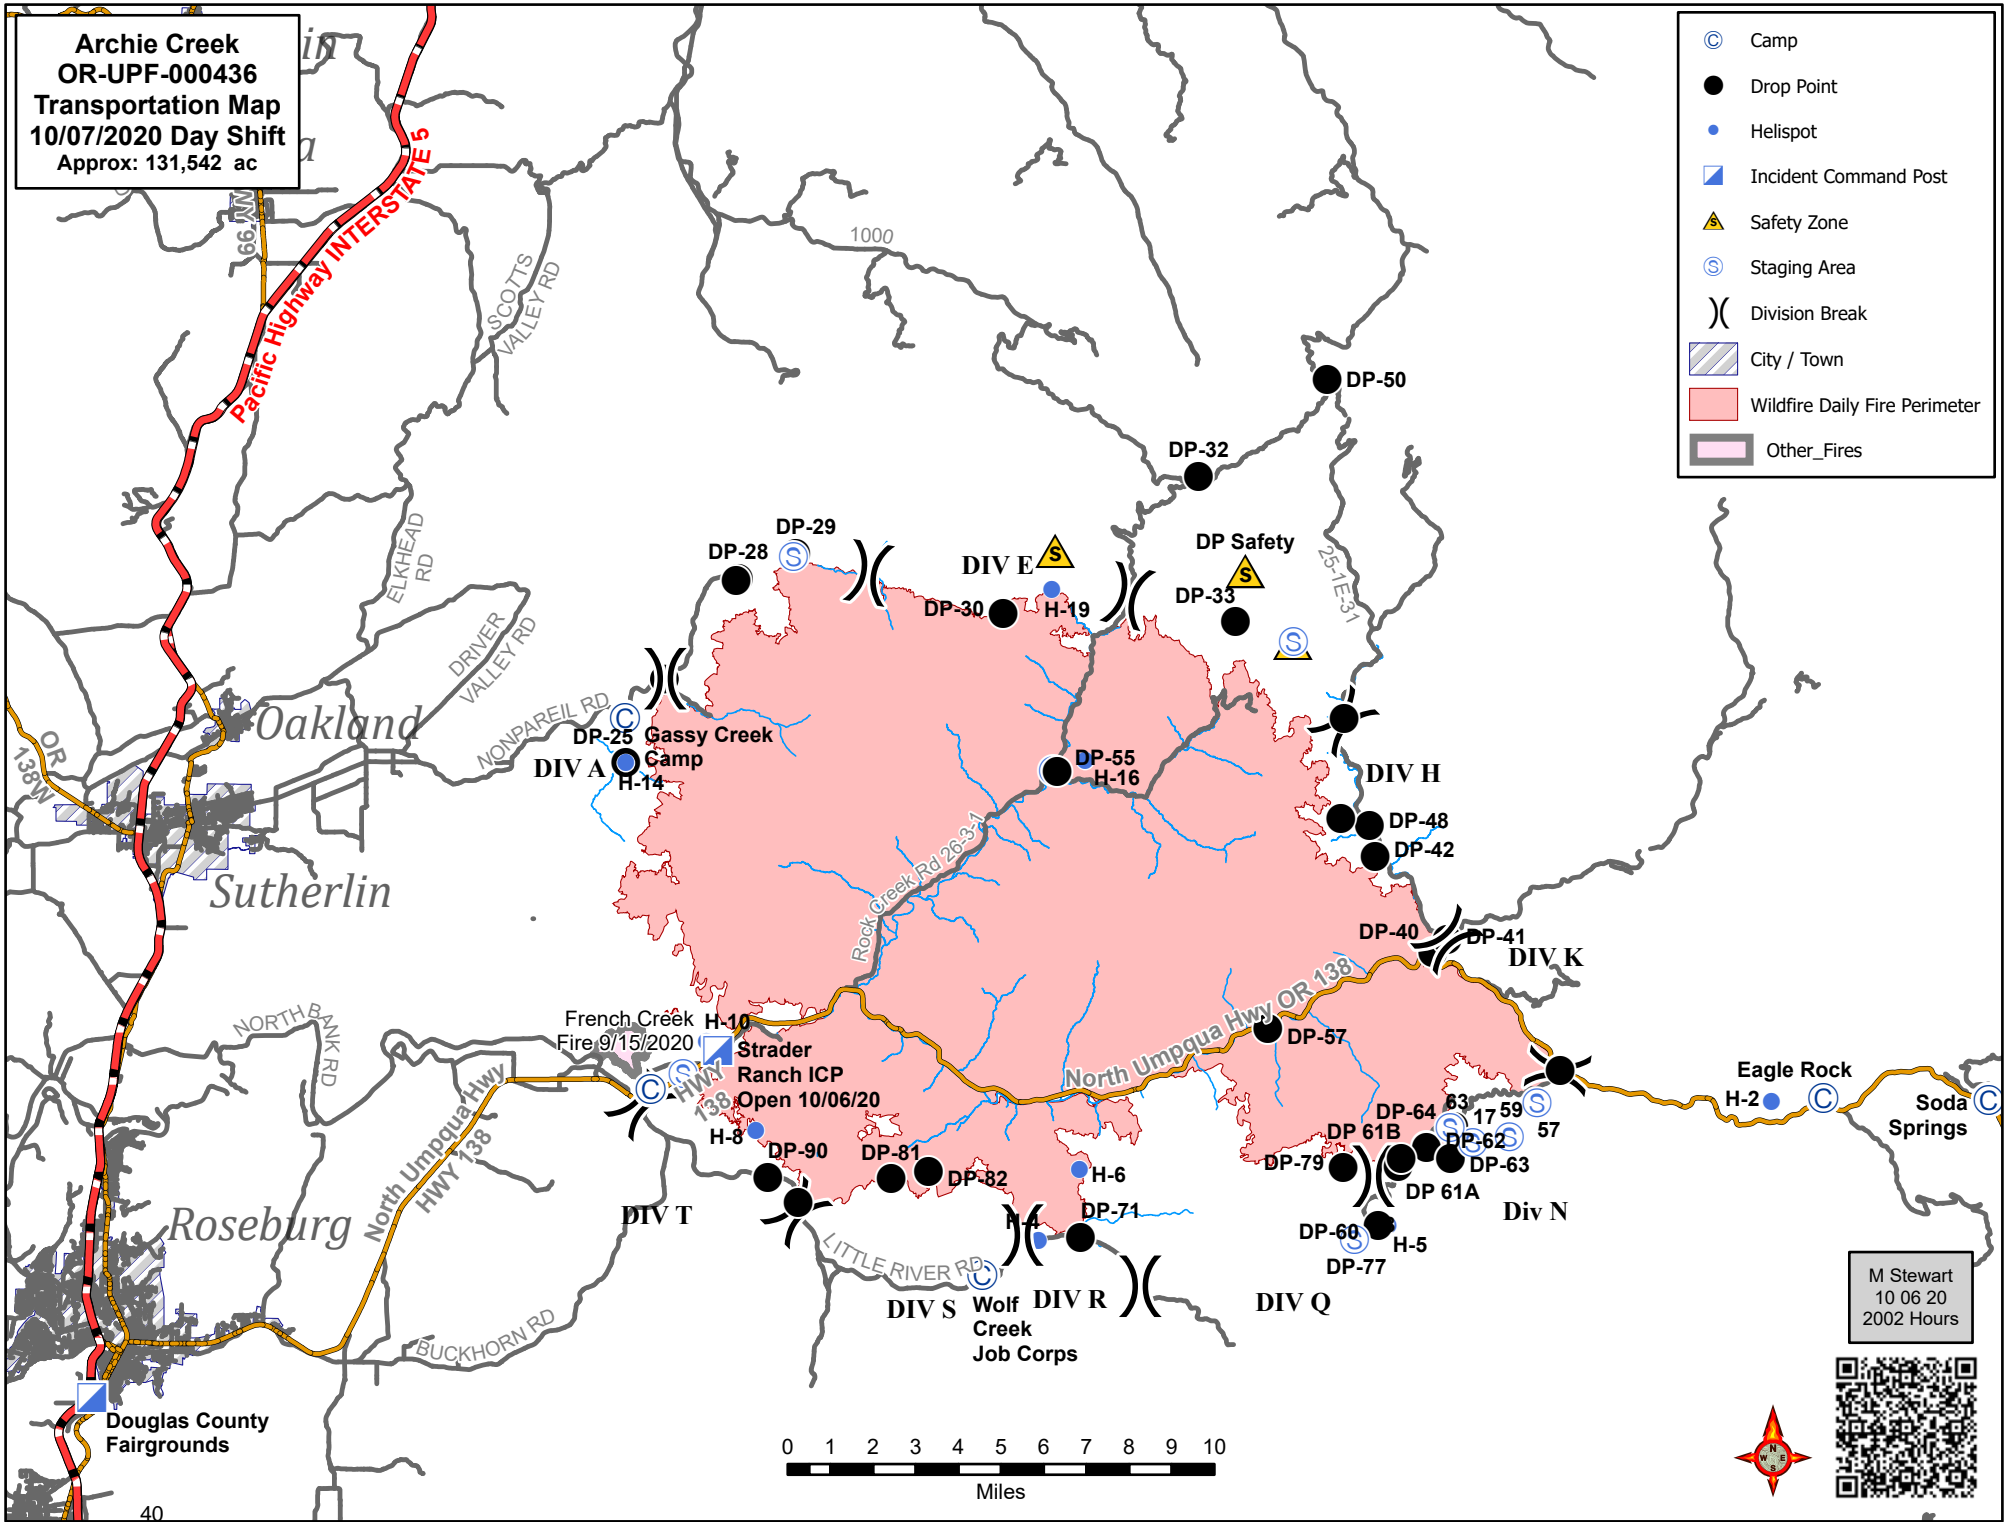 Archie Creek
OR-UPF-000436
Transportation Map
10/07/2020 Day Shift
Approx: 131,542 ac
in
a
HWY 99
Pacific Highway INTERSTATE 5
SCOTTS
VALLEY RD
1000
C Camp
Drop Point
Helispot
Incident Command Post
S Safety Zone
S Staging Area
Division Break
City / Town
Wildfire Daily Fire Perimeter
Other_Fires
DP-50
DP-32
ELKHEAD
RD
DP-29
S
DP-28
DIV E
S
DP Safety
S
25-1E-31
DP-30
H-19
DP-33
S
DRIVER
VALLEY RD
NONPAREIL RD
C
DP-25
Gassy Creek
Camp
DIV A
H-14
OR
138W
Oakland
Sutherlin
DP-55
H-16
DIV H
DP-48
DP-42
Rock Creek Rd 26-3-1
DP-40
DP-41
DIV K
NORTH BANK RD
French Creek
Fire 9/15/2020
H-10
Strader
Ranch ICP
Open 10/06/20
S
C
HWY
138
North Umpqua Hwy OR 138
DP-57
North Umpqua Hwy
HWY 138
H-8
DP-90
DP-81
DP-82
H-6
DP-64
63
17
59
57
S
S
S
S
DP 61B
DP-62
DP-63
DP-79
DP 61A
Div N
Eagle Rock
H-2
C
Soda
Springs
C
Roseburg
DIV T
H-4
DP-71
DP-60
S
H-5
DP-77
LITTLE RIVER RD
C
DIV S
Wolf
Creek
Job Corps
DIV R
DIV Q
BUCKHORN RD
Douglas County
Fairgrounds
M Stewart
10 06 20
2002 Hours
0 1 2 3 4 5 6 7 8 9 10
Miles
N
W E
S
40